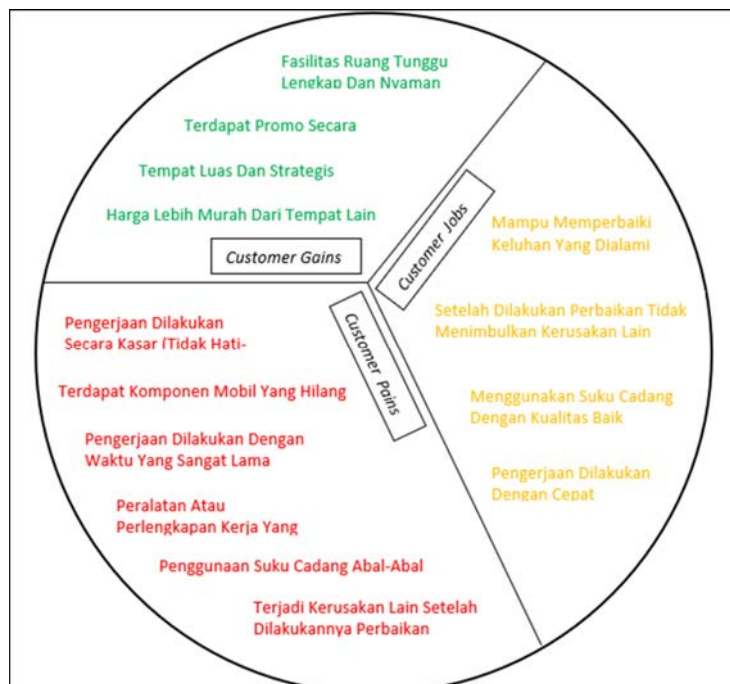 Fasilitas Ruang Tunggu
Lengkap Dan Nyaman
Terdapat Promo Secara
Tempat Luas Dan Strategis
Harga Lebih Murah Dari Tempat Lain
Customer Gains
Customer Jobs
Mampu Memperbaiki
Keluhan Yang Dialami
Setelah Dilakukan Perbaikan Tidak
Menimbulkan Kerusakan Lain
Menggunakan Suku Cadang
Dengan Kualitas Baik
Pengerjaan Dilakukan
Dengan Cepat
Customer Pains
Pengerjaan Dilakukan
Secara Kasar (Tidak Hati-
Terdapat Komponen Mobil Yang Hilang
Pengerjaan Dilakukan Dengan
Waktu Yang Sangat Lama
Peralatan Atau
Perlengkapan Kerja Yang
Penggunaan Suku Cadang Abal-Abal
Terjadi Kerusakan Lain Setelah
Dilakukannya Perbaikan